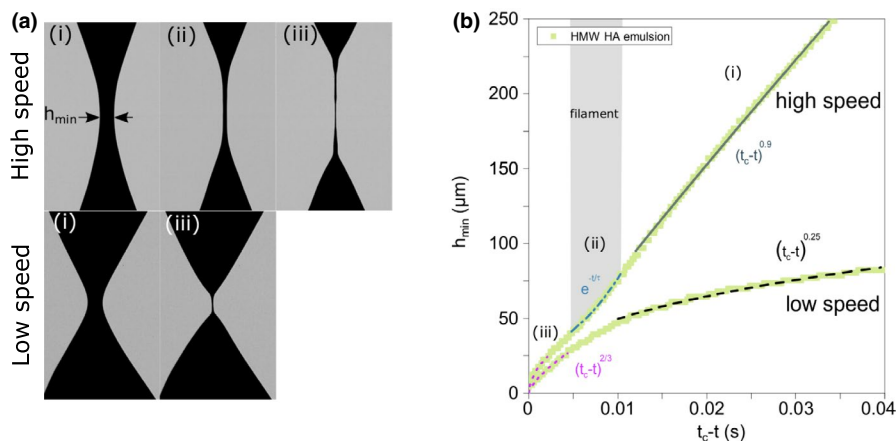 (a)
(i)
(ii)
(iii)
High speed
h_min
(i)
(iii)
Low speed
(b)
250
200
150
100
50
0
h_min (µm)
HMW HA emulsion
filament
(i)
high speed
(t_c-t)^0.9
(ii)
e^-t/τ
(t_c-t)^0.25
low speed
(iii)
(t_c-t)^2/3
0
0.01
0.02
0.03
0.04
t_c-t (s)